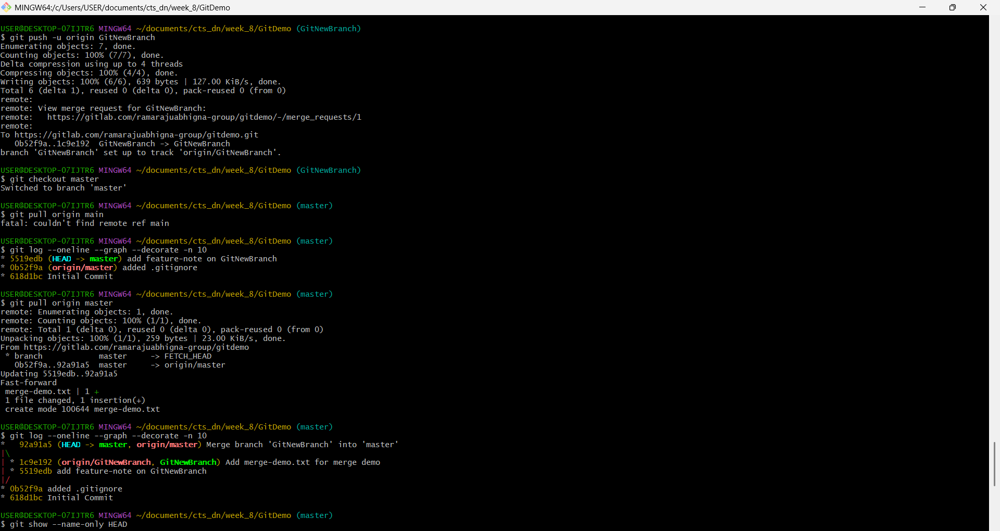 MINGW64:/c/Users/USER/documents/cts_dn/week_8/GitDemo
USER@DESKTOP-07IJTR6 MINGW64 ~/documents/cts_dn/week_8/GitDemo (GitNewBranch)
$ git push -u origin GitNewBranch
Enumerating objects: 7, done.
Counting objects: 100% (7/7), done.
Delta compression using up to 4 threads
Compressing objects: 100% (4/4), done.
Writing objects: 100% (6/6), 639 bytes | 127.00 KiB/s, done.
Total 6 (delta 1), reused 0 (delta 0), pack-reused 0 (from 0)
remote:
remote: View merge request for GitNewBranch:
remote:   https://gitlab.com/ramarajuabhigna-group/gitdemo/-/merge_requests/1
remote:
To https://gitlab.com/ramarajuabhigna-group/gitdemo.git
   0b52f9a..1c9e192  GitNewBranch -> GitNewBranch
branch 'GitNewBranch' set up to track 'origin/GitNewBranch'.
USER@DESKTOP-07IJTR6 MINGW64 ~/documents/cts_dn/week_8/GitDemo (GitNewBranch)
$ git checkout master
Switched to branch 'master'
USER@DESKTOP-07IJTR6 MINGW64 ~/documents/cts_dn/week_8/GitDemo (master)
$ git pull origin main
fatal: couldn't find remote ref main
USER@DESKTOP-07IJTR6 MINGW64 ~/documents/cts_dn/week_8/GitDemo (master)
$ git log --oneline --graph --decorate -n 10
* 5519edb (HEAD -> master) add feature-note on GitNewBranch
* 0b52f9a (origin/master) added .gitignore
* 618d1bc Initial Commit
USER@DESKTOP-07IJTR6 MINGW64 ~/documents/cts_dn/week_8/GitDemo (master)
$ git pull origin master
remote: Enumerating objects: 1, done.
remote: Counting objects: 100% (1/1), done.
remote: Total 1 (delta 0), reused 0 (delta 0), pack-reused 0 (from 0)
Unpacking objects: 100% (1/1), 259 bytes | 23.00 KiB/s, done.
From https://gitlab.com/ramarajuabhigna-group/gitdemo
 * branch            master     -> FETCH_HEAD
   0b52f9a..92a91a5  master     -> origin/master
Updating 5519edb..92a91a5
Fast-forward
 merge-demo.txt | 1 +
 1 file changed, 1 insertion(+)
 create mode 100644 merge-demo.txt
USER@DESKTOP-07IJTR6 MINGW64 ~/documents/cts_dn/week_8/GitDemo (master)
$ git log --oneline --graph --decorate -n 10
*   92a91a5 (HEAD -> master, origin/master) Merge branch 'GitNewBranch' into 'master'
|\
| * 1c9e192 (origin/GitNewBranch, GitNewBranch) Add merge-demo.txt for merge demo
| * 5519edb add feature-note on GitNewBranch
|/
* 0b52f9a added .gitignore
* 618d1bc Initial Commit
USER@DESKTOP-07IJTR6 MINGW64 ~/documents/cts_dn/week_8/GitDemo (master)
$ git show --name-only HEAD